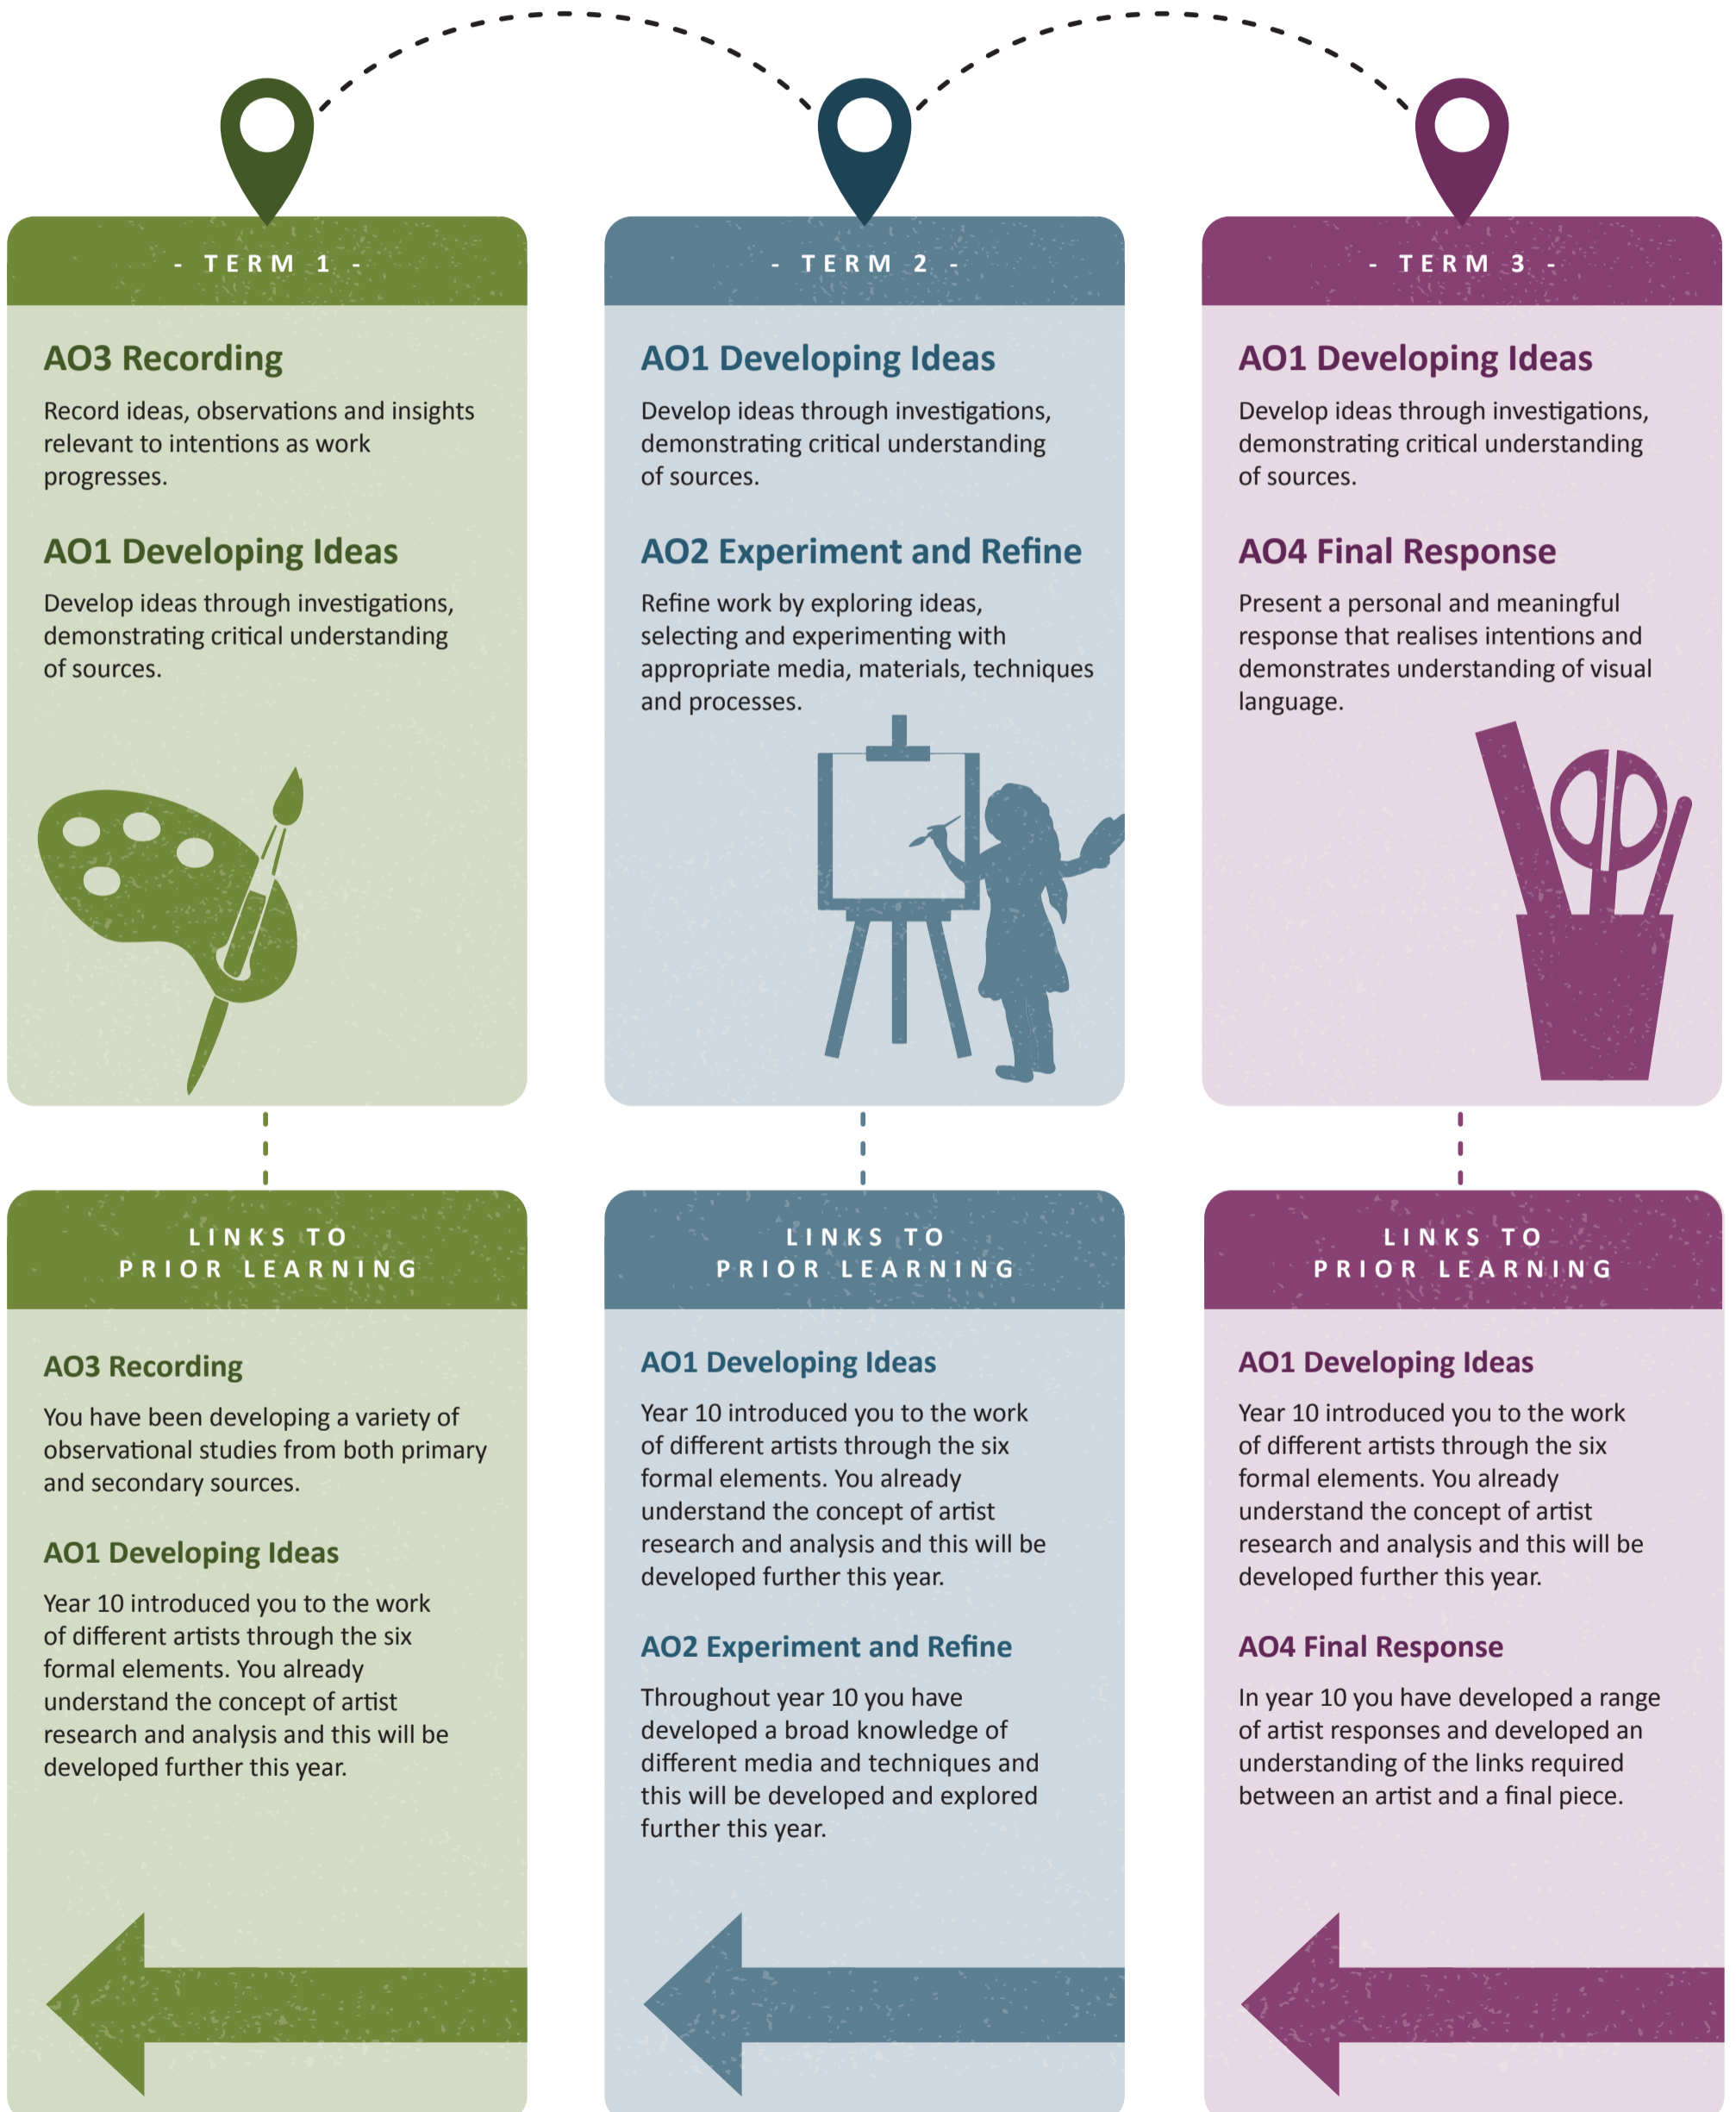 - TERM 1 -
AO3 Recording
Record ideas, observations and insights
relevant to intentions as work
progresses.
AO1 Developing Ideas
Develop ideas through investigations,
demonstrating critical understanding
of sources.
- TERM 2 -
AO1 Developing Ideas
Develop ideas through investigations,
demonstrating critical understanding
of sources.
AO2 Experiment and Refine
Refine work by exploring ideas,
selecting and experimenting with
appropriate media, materials, techniques
and processes.
- TERM 3 -
AO1 Developing Ideas
Develop ideas through investigations,
demonstrating critical understanding
of sources.
AO4 Final Response
Present a personal and meaningful
response that realises intentions and
demonstrates understanding of visual
language.
LINKS TO
PRIOR LEARNING
AO3 Recording
You have been developing a variety of
observational studies from both primary
and secondary sources.
AO1 Developing Ideas
Year 10 introduced you to the work
of different artists through the six
formal elements. You already
understand the concept of artist
research and analysis and this will be
developed further this year.
LINKS TO
PRIOR LEARNING
AO1 Developing Ideas
Year 10 introduced you to the work
of different artists through the six
formal elements. You already
understand the concept of artist
research and analysis and this will be
developed further this year.
AO2 Experiment and Refine
Throughout year 10 you have
developed a broad knowledge of
different media and techniques and
this will be developed and explored
further this year.
LINKS TO
PRIOR LEARNING
AO1 Developing Ideas
Year 10 introduced you to the work
of different artists through the six
formal elements. You already
understand the concept of artist
research and analysis and this will be
developed further this year.
AO4 Final Response
In year 10 you have developed a range
of artist responses and developed an
understanding of the links required
between an artist and a final piece.